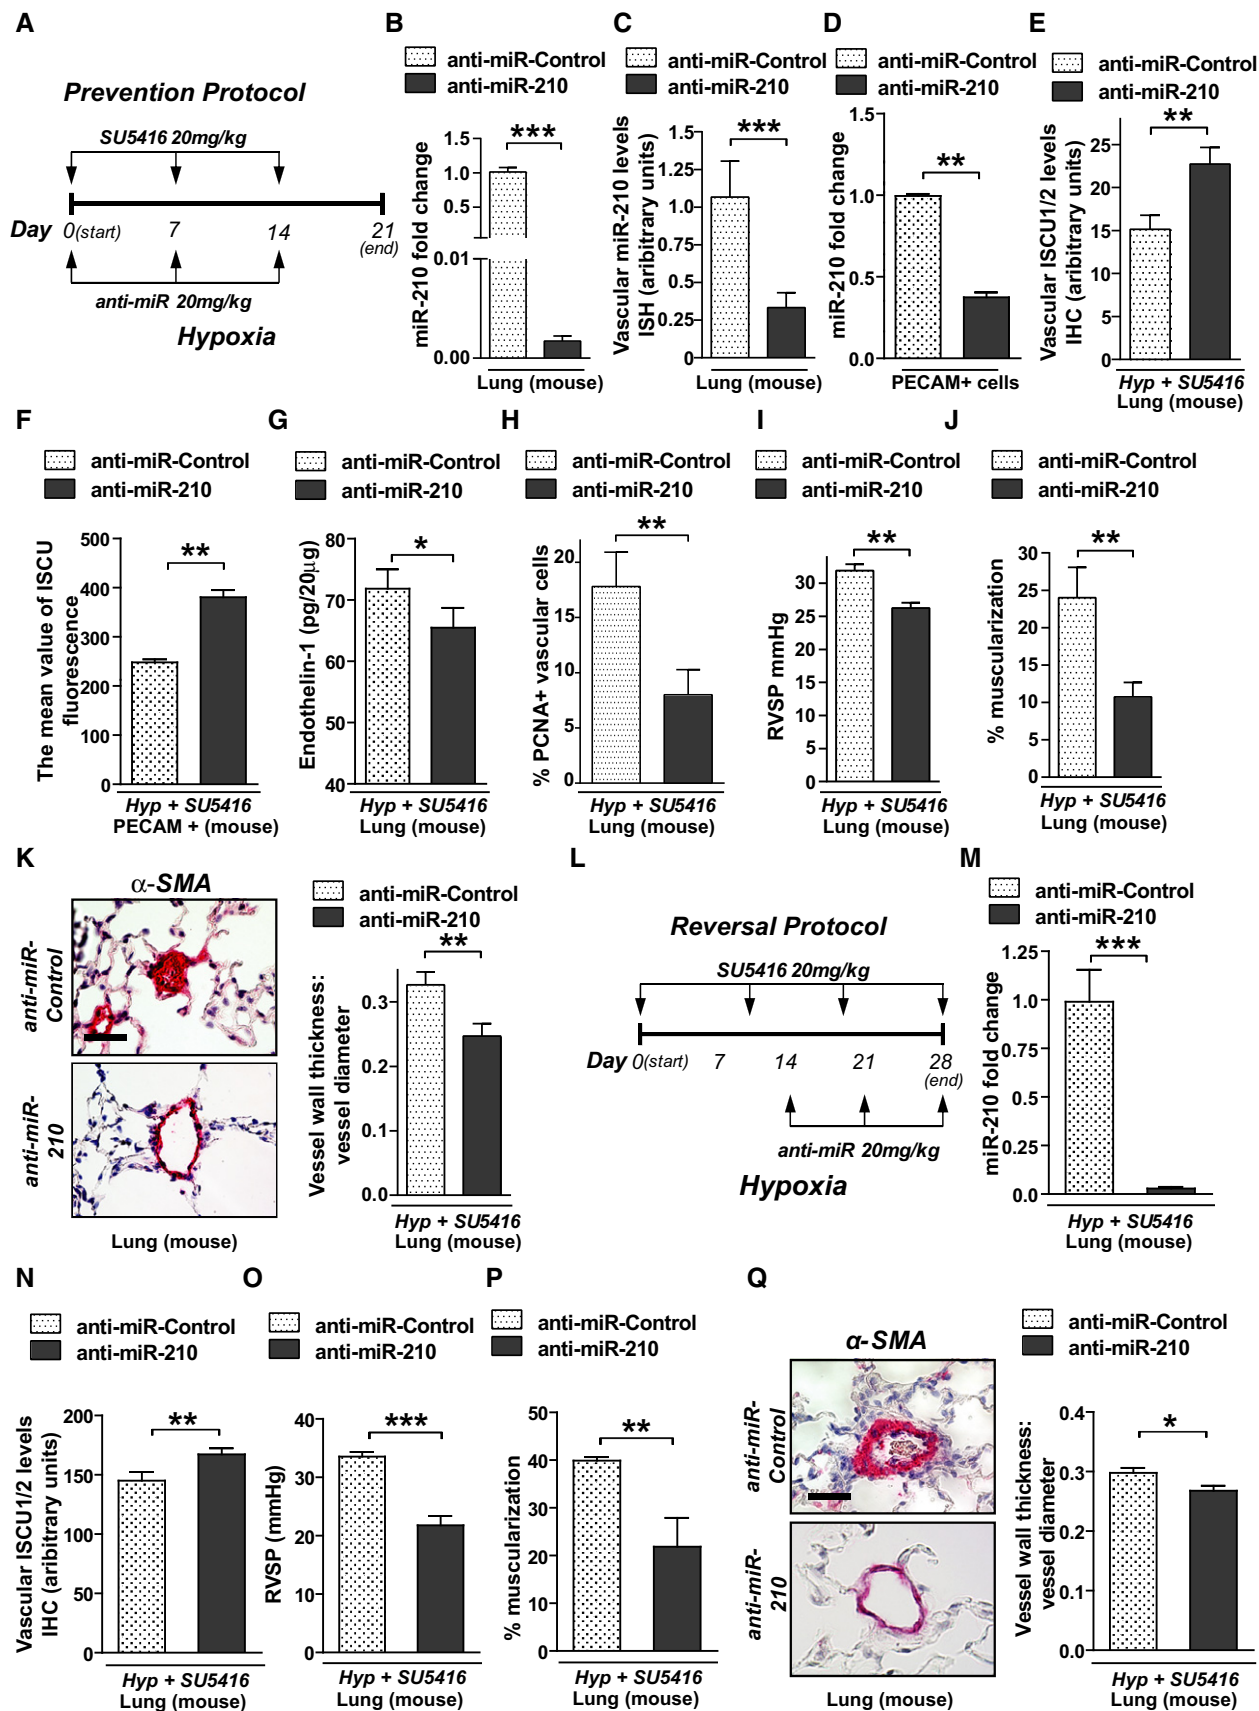 A
Prevention Protocol
SU5416 20mg/kg
Day 0(start) 7 14 21
(end)
anti-miR 20mg/kg
Hypoxia
B
anti-miR-Control
anti-miR-210
miR-210 fold change
1.5
1.0
0.5
0.01
0.00
***
Lung (mouse)
C
anti-miR-Control
anti-miR-210
Vascular miR-210 levels
ISH (aribitrary units)
1.5
1.25
1.0
0.75
0.5
0.25
0
***
Lung (mouse)
D
anti-miR-Control
anti-miR-210
miR-210 fold change
1.5
1.0
0.5
0.0
**
PECAM+ cells
E
anti-miR-Control
anti-miR-210
Vascular ISCU1/2 levels
IHC (aribitrary units)
25
20
15
10
5
0
**
Hyp + SU5416
Lung (mouse)
F
anti-miR-Control
anti-miR-210
The mean value of ISCU
fluorescence
500
400
300
200
100
0
**
Hyp + SU5416
PECAM + (mouse)
G
anti-miR-Control
anti-miR-210
Endothelin-1 (pg/20μg)
80
70
60
50
40
*
Hyp + SU5416
Lung (mouse)
H
anti-miR-Control
anti-miR-210
% PCNA+ vascular cells
20
15
10
5
0
**
Hyp + SU5416
Lung (mouse)
I
anti-miR-Control
anti-miR-210
RVSP mmHg
30
25
20
15
10
5
0
**
Hyp + SU5416
Lung (mouse)
J
anti-miR-Control
anti-miR-210
% muscularization
30
25
20
15
10
5
0
**
Hyp + SU5416
Lung (mouse)
K
α-SMA
anti-miR-
Control
anti-miR-
210
Lung (mouse)
anti-miR-Control
anti-miR-210
Vessel wall thickness:
vessel diameter
0.3
0.2
0.1
0.0
**
Hyp + SU5416
Lung (mouse)
L
Reversal Protocol
SU5416 20mg/kg
Day 0(start) 7 14 21 28
(end)
anti-miR 20mg/kg
Hypoxia
M
anti-miR-Control
anti-miR-210
miR-210 fold change
1.25
1.0
0.75
0.5
0.25
0.0
***
Hyp + SU5416
Lung (mouse)
N
anti-miR-Control
anti-miR-210
Vascular ISCU1/2 levels
IHC (aribitrary units)
200
150
100
50
0
**
Hyp + SU5416
Lung (mouse)
O
anti-miR-Control
anti-miR-210
RVSP (mmHg)
40
30
20
10
0
***
Hyp + SU5416
Lung (mouse)
P
anti-miR-Control
anti-miR-210
% muscularization
50
40
30
20
10
0
**
Hyp + SU5416
Lung (mouse)
Q
α-SMA
anti-miR-
Control
anti-miR-
210
Lung (mouse)
anti-miR-Control
anti-miR-210
Vessel wall thickness:
vessel diameter
0.4
0.3
0.2
0.1
0.0
*
Hyp + SU5416
Lung (mouse)